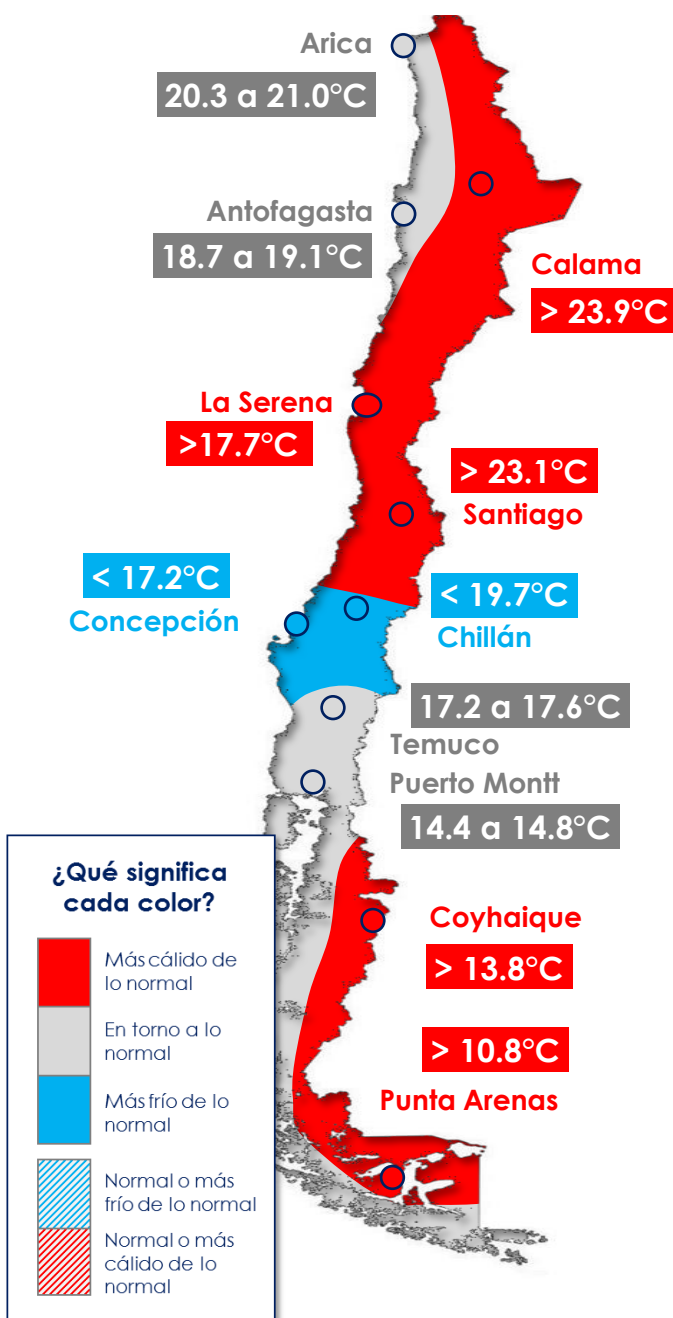 Arica
20.3 a 21.0°C
Antofagasta
18.7 a 19.1°C
Calama
> 23.9°C
La Serena
>17.7°C
> 23.1°C
Santiago
< 17.2°C
Concepción
< 19.7°C
Chillán
17.2 a 17.6°C
Temuco
Puerto Montt
14.4 a 14.8°C
Coyhaique
> 13.8°C
> 10.8°C
Punta Arenas
¿Qué significa
cada color?
Más cálido de
lo normal
En torno a lo
normal
Más frío de lo
normal
Normal o más
frío de lo normal
Normal o más
cálido de lo
normal